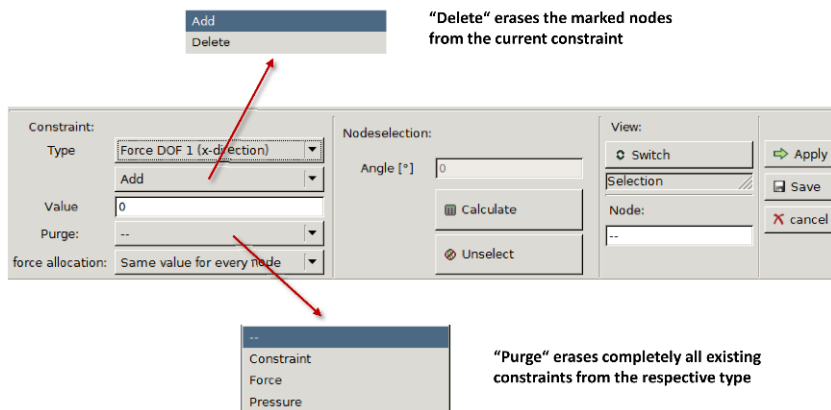 Add
Delete
“Delete“ erases the marked nodes
from the current constraint
Constraint:
Type
Force DOF 1 (x-direction)
Add
Value
0
Purge:
--
force allocation:
Same value for every node
Nodeselection:
Angle [°]
0
Calculate
Unselect
View:
Switch
Selection
Node:
--
Apply
Save
cancel
--
Constraint
Force
Pressure
“Purge“ erases completely all existing
constraints from the respective type